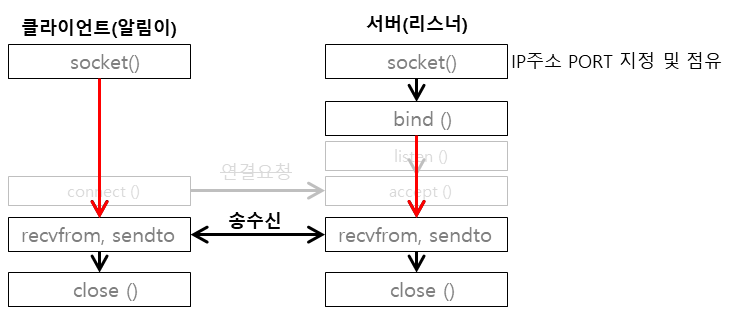 클라이언트(알림이)
서버(리스너)
socket()
socket()
IP주소 PORT 지정 및 점유
bind ()
listen ()
연결요청
connect ()
accept ()
송수신
recvfrom, sendto
recvfrom, sendto
close ()
close ()